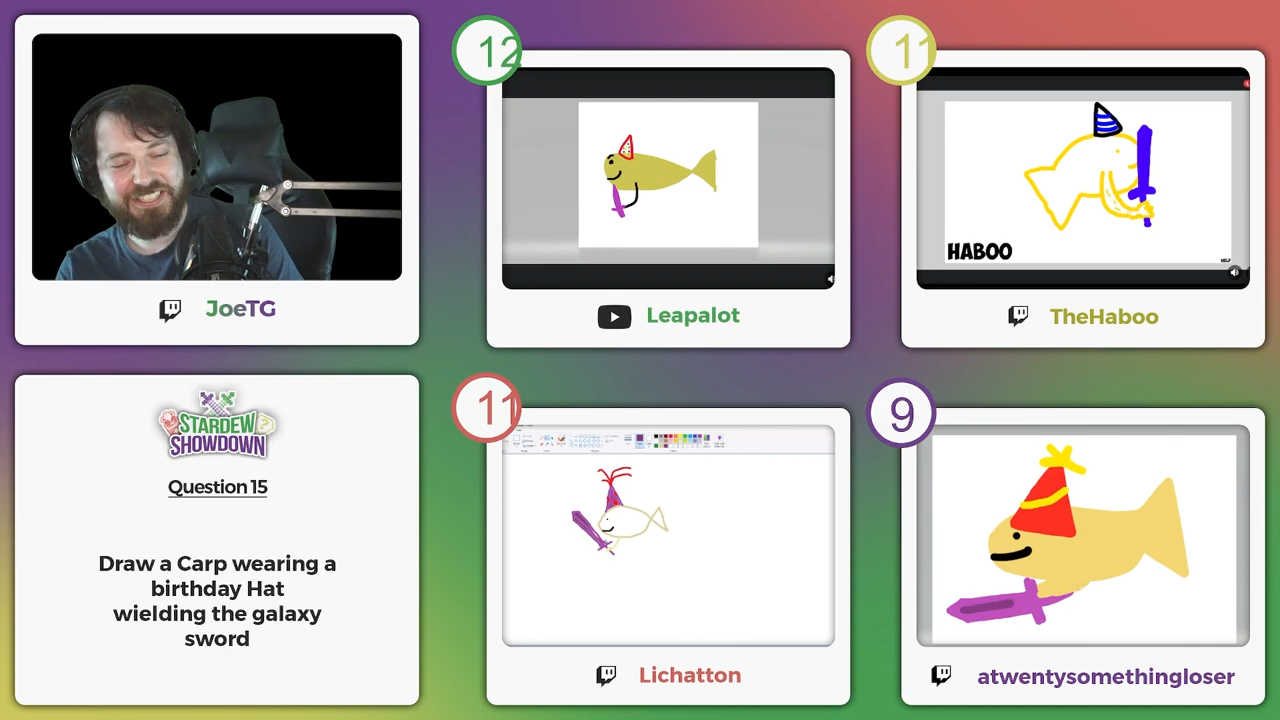 12
11
JoeTG
Leapalot
HABOO
HELP
TheHaboo
STARDEW
SHOWDOWN
Question 15
Draw a Carp wearing a
birthday Hat
wielding the galaxy
sword
11
9
Lichatton
atwentysomethingloser